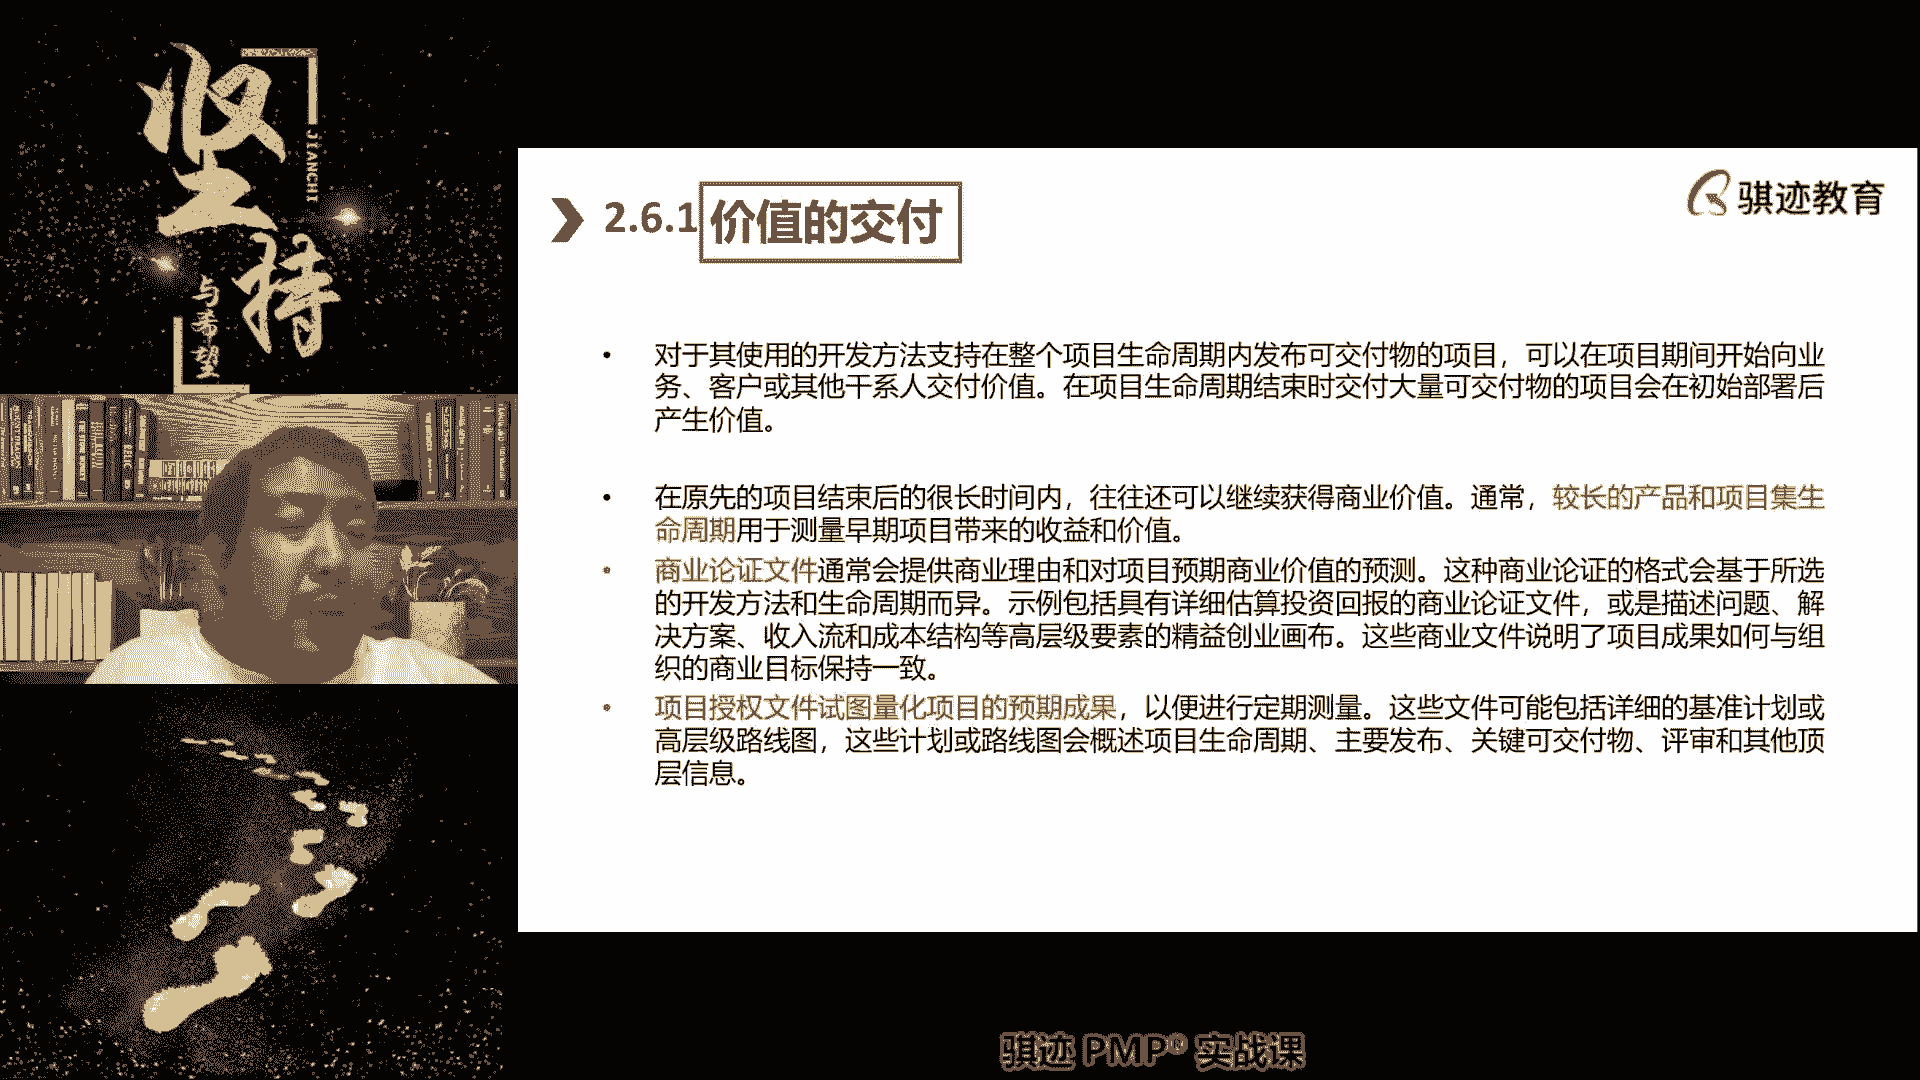 坚
JIANCHI
持
与希望
骐迹教育
2.6.1 价值的交付
• 对于其使用的开发方法支持在整个项目生命周期内发布可交付物的项目，可以在项目期间开始向业
务、客户或其他干系人交付价值。在项目生命周期结束时交付大量可交付物的项目会在初始部署后
产生价值。
• 在原先的项目结束后的很长时间内，往往还可以继续获得商业价值。通常，较长的产品和项目集生
命周期用于测量早期项目带来的收益和价值。
• 商业论证文件通常会提供商业理由和对项目预期商业价值的预测。这种商业论证的格式会基于所选
的开发方法和生命周期而异。示例包括具有详细估算投资回报的商业论证文件，或是描述问题、解
决方案、收入流和成本结构等高层级要素的精益创业画布。这些商业文件说明了项目成果如何与组
织的商业目标保持一致。
• 项目授权文件试图量化项目的预期成果，以便进行定期测量。这些文件可能包括详细的基准计划或
高层级路线图，这些计划或路线图会概述项目生命周期、主要发布、关键可交付物、评审和其他顶
层信息。
骐迹 PMP® 实战课